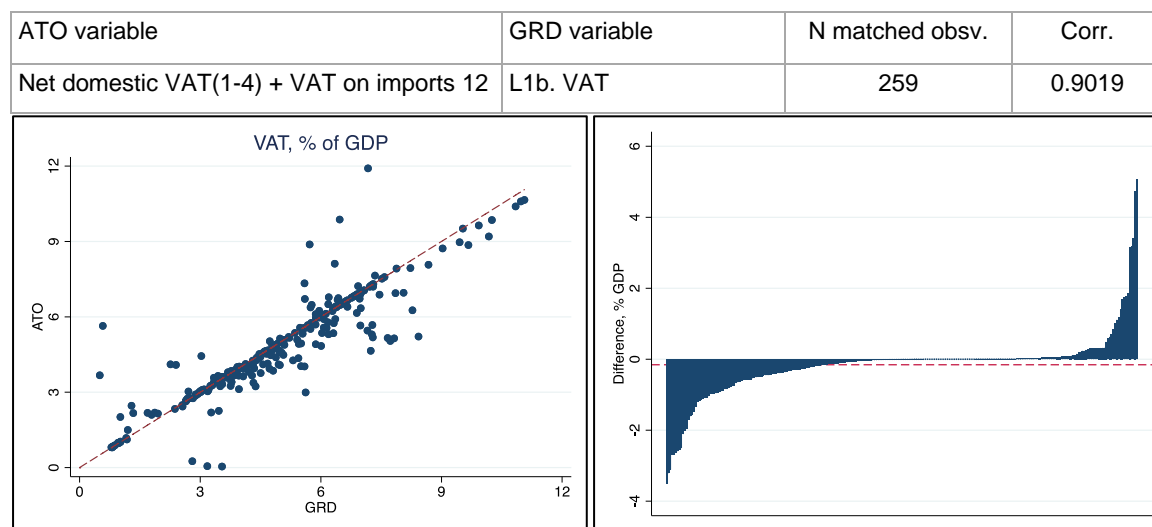 ATO variable GRD variable N matched obsv. Corr.
Net domestic VAT(1-4) + VAT on imports 12 L1b. VAT 259 0.9019
VAT, % of GDP
12
9
6
3
0
ATO
0 3 6 9 12
GRD
6
4
2
0
-2
-4
Difference, % GDP